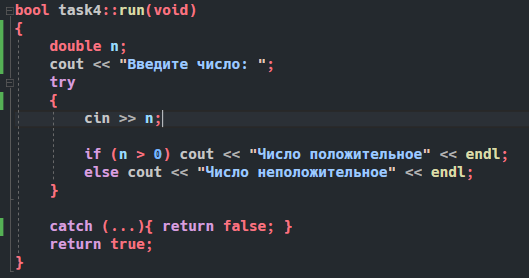 bool task4::run(void)
{
double n;
cout << "Введите число: ";
try
{
cin >> n;
if (n > 0) cout << "Число положительное" << endl;
else cout << "Число неположительное" << endl;
}
catch (...){ return false; }
return true;
}